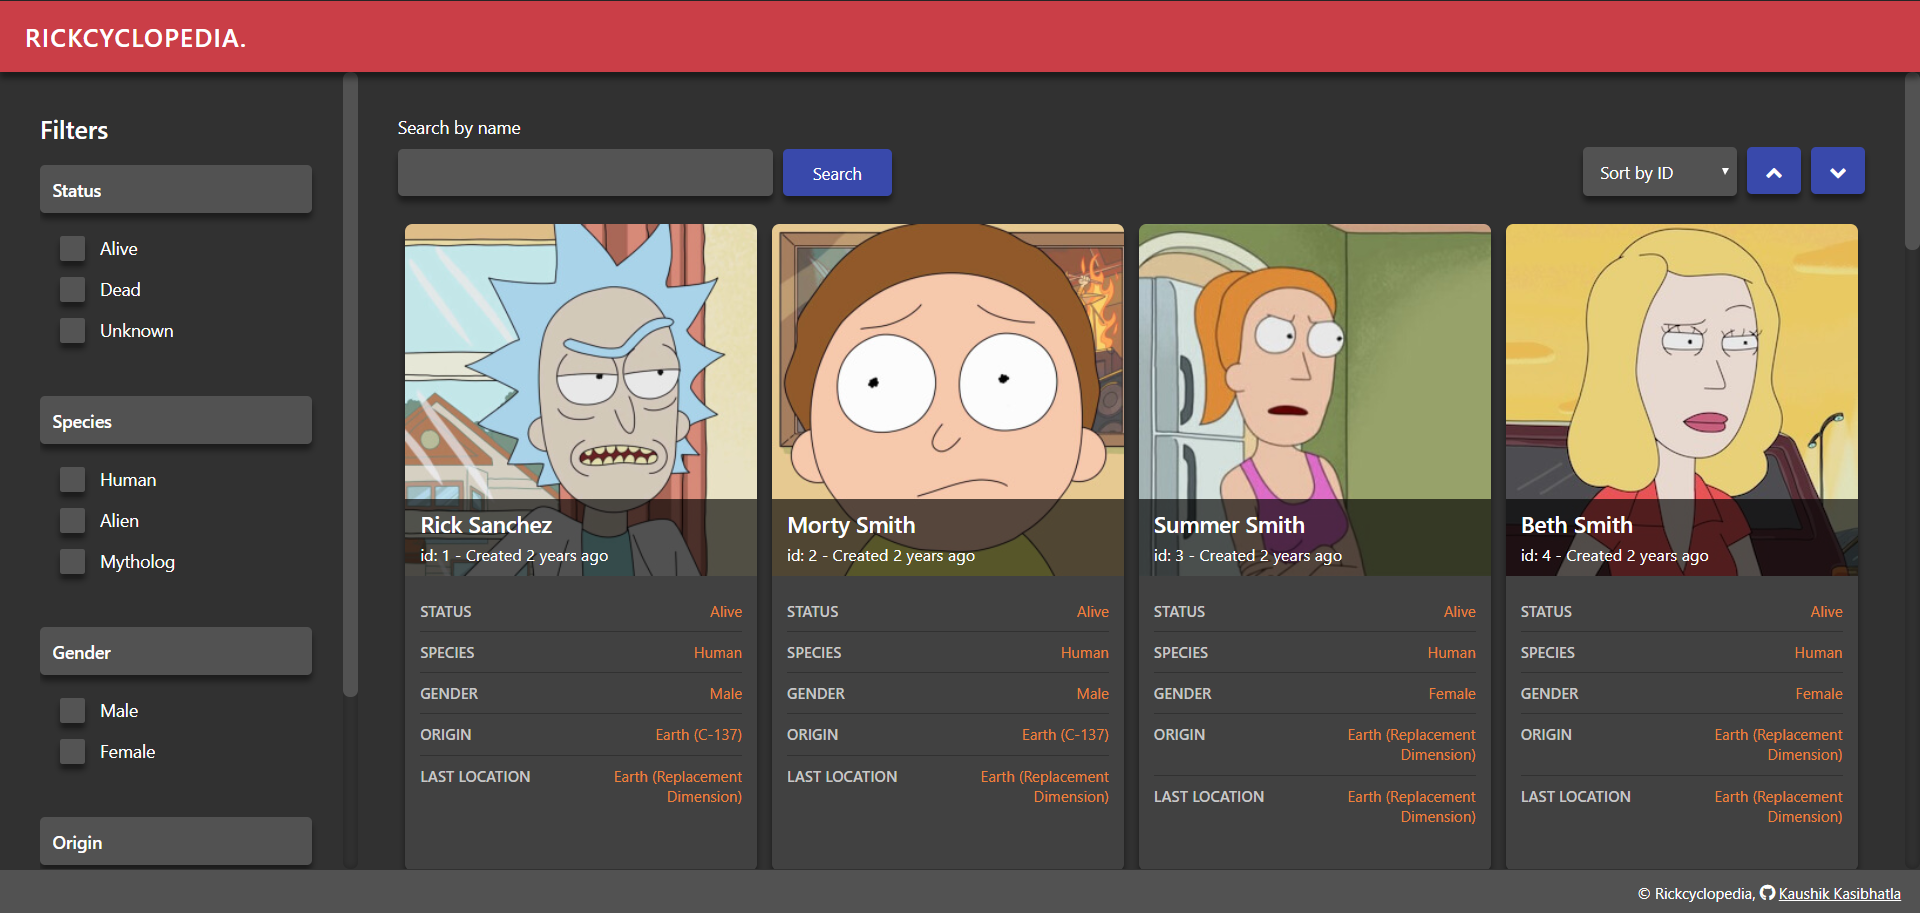 RICKCYCLOPEDIA.
Filters
Status
Alive
Dead
Unknown
Species
Human
Alien
Mytholog
Gender
Male
Female
Origin
Search by name
Search
Sort by ID
Rick Sanchez
id: 1 - Created 2 years ago
STATUS Alive
SPECIES Human
GENDER Male
ORIGIN Earth (C-137)
LAST LOCATION Earth (Replacement
Dimension)
Morty Smith
id: 2 - Created 2 years ago
STATUS Alive
SPECIES Human
GENDER Male
ORIGIN Earth (C-137)
LAST LOCATION Earth (Replacement
Dimension)
Summer Smith
id: 3 - Created 2 years ago
STATUS Alive
SPECIES Human
GENDER Female
ORIGIN Earth (Replacement
Dimension)
LAST LOCATION Earth (Replacement
Dimension)
Beth Smith
id: 4 - Created 2 years ago
STATUS Alive
SPECIES Human
GENDER Female
ORIGIN Earth (Replacement
Dimension)
LAST LOCATION Earth (Replacement
Dimension)
© Rickcyclopedia, Kaushik Kasibhatla